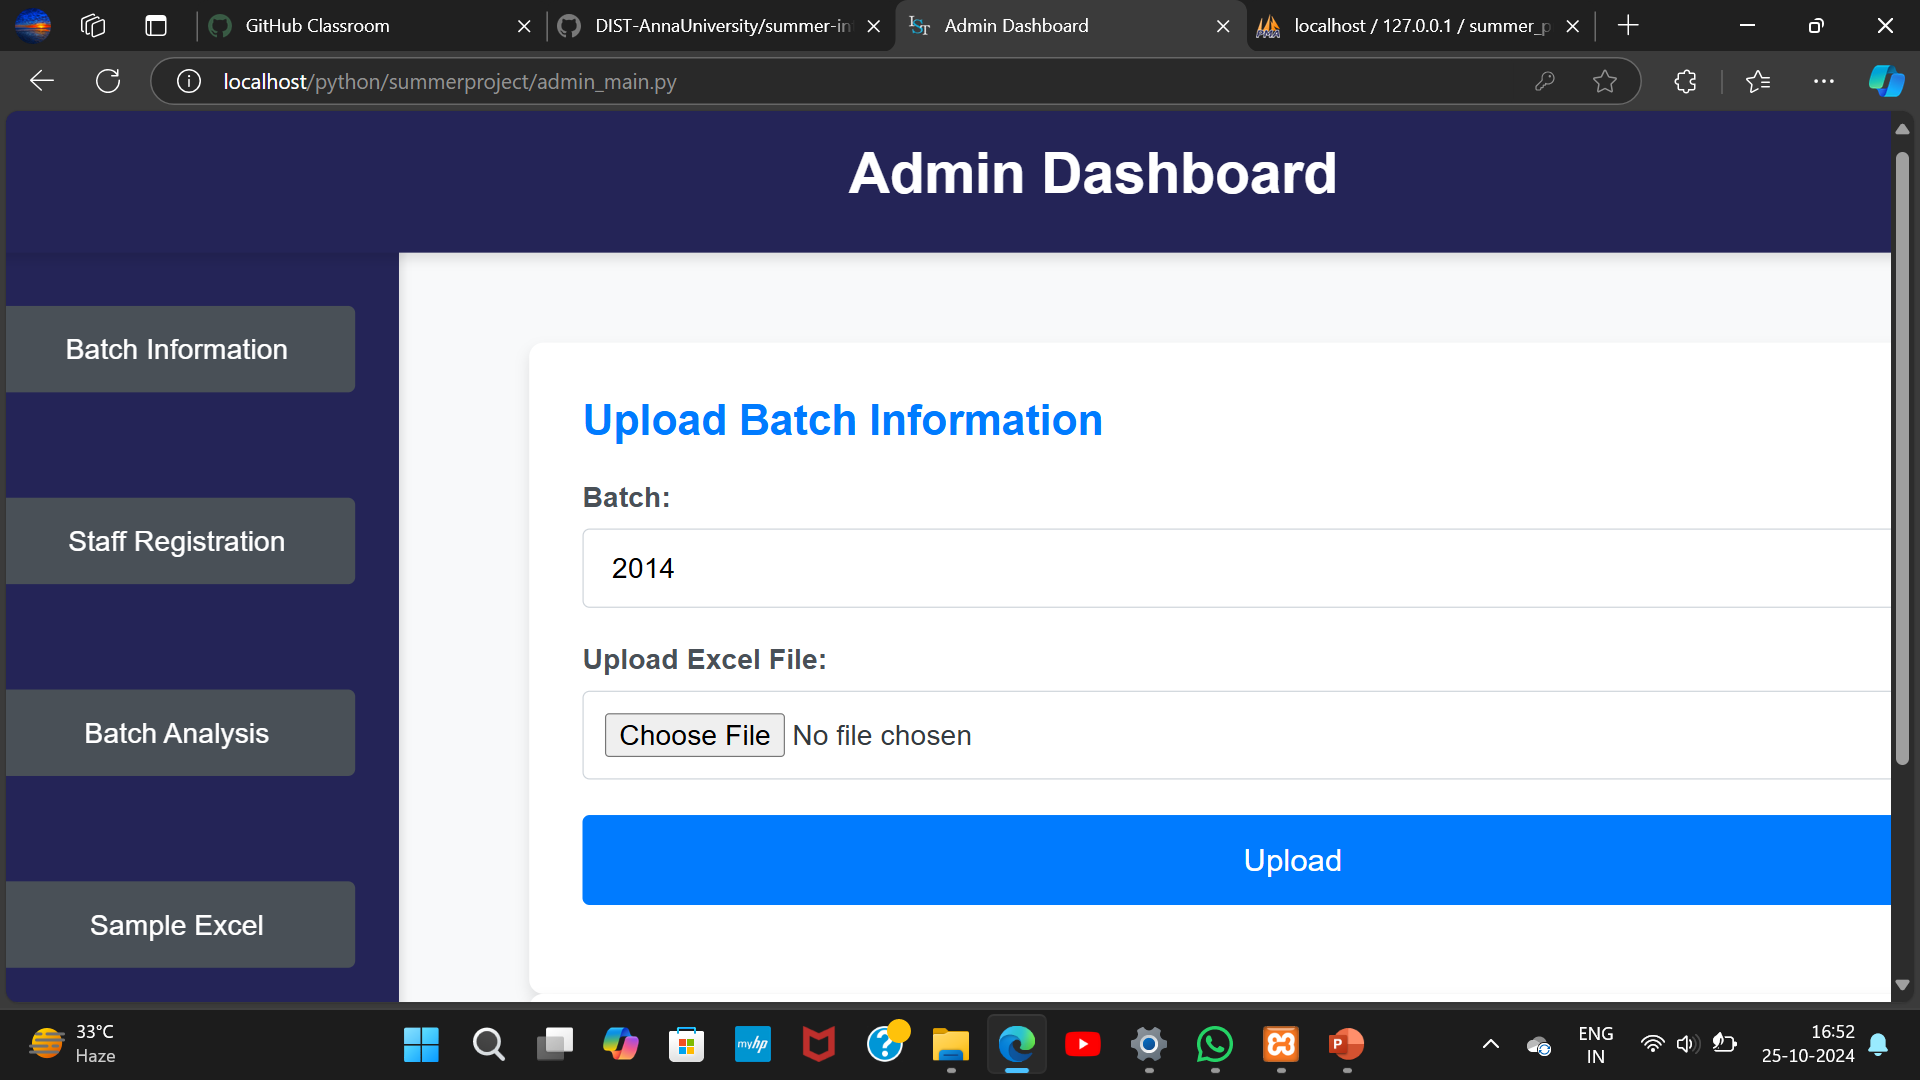 GitHub Classroom
DIST-AnnaUniversity/summer-in
Admin Dashboard
localhost / 127.0.0.1 / summer_p
localhost/python/summerproject/admin_main.py
Admin Dashboard
Batch Information
Staff Registration
Batch Analysis
Sample Excel
Upload Batch Information
Batch:
2014
Upload Excel File:
Choose File No file chosen
Upload
33°C
Haze
myhp
ENG
IN
16:52
25-10-2024